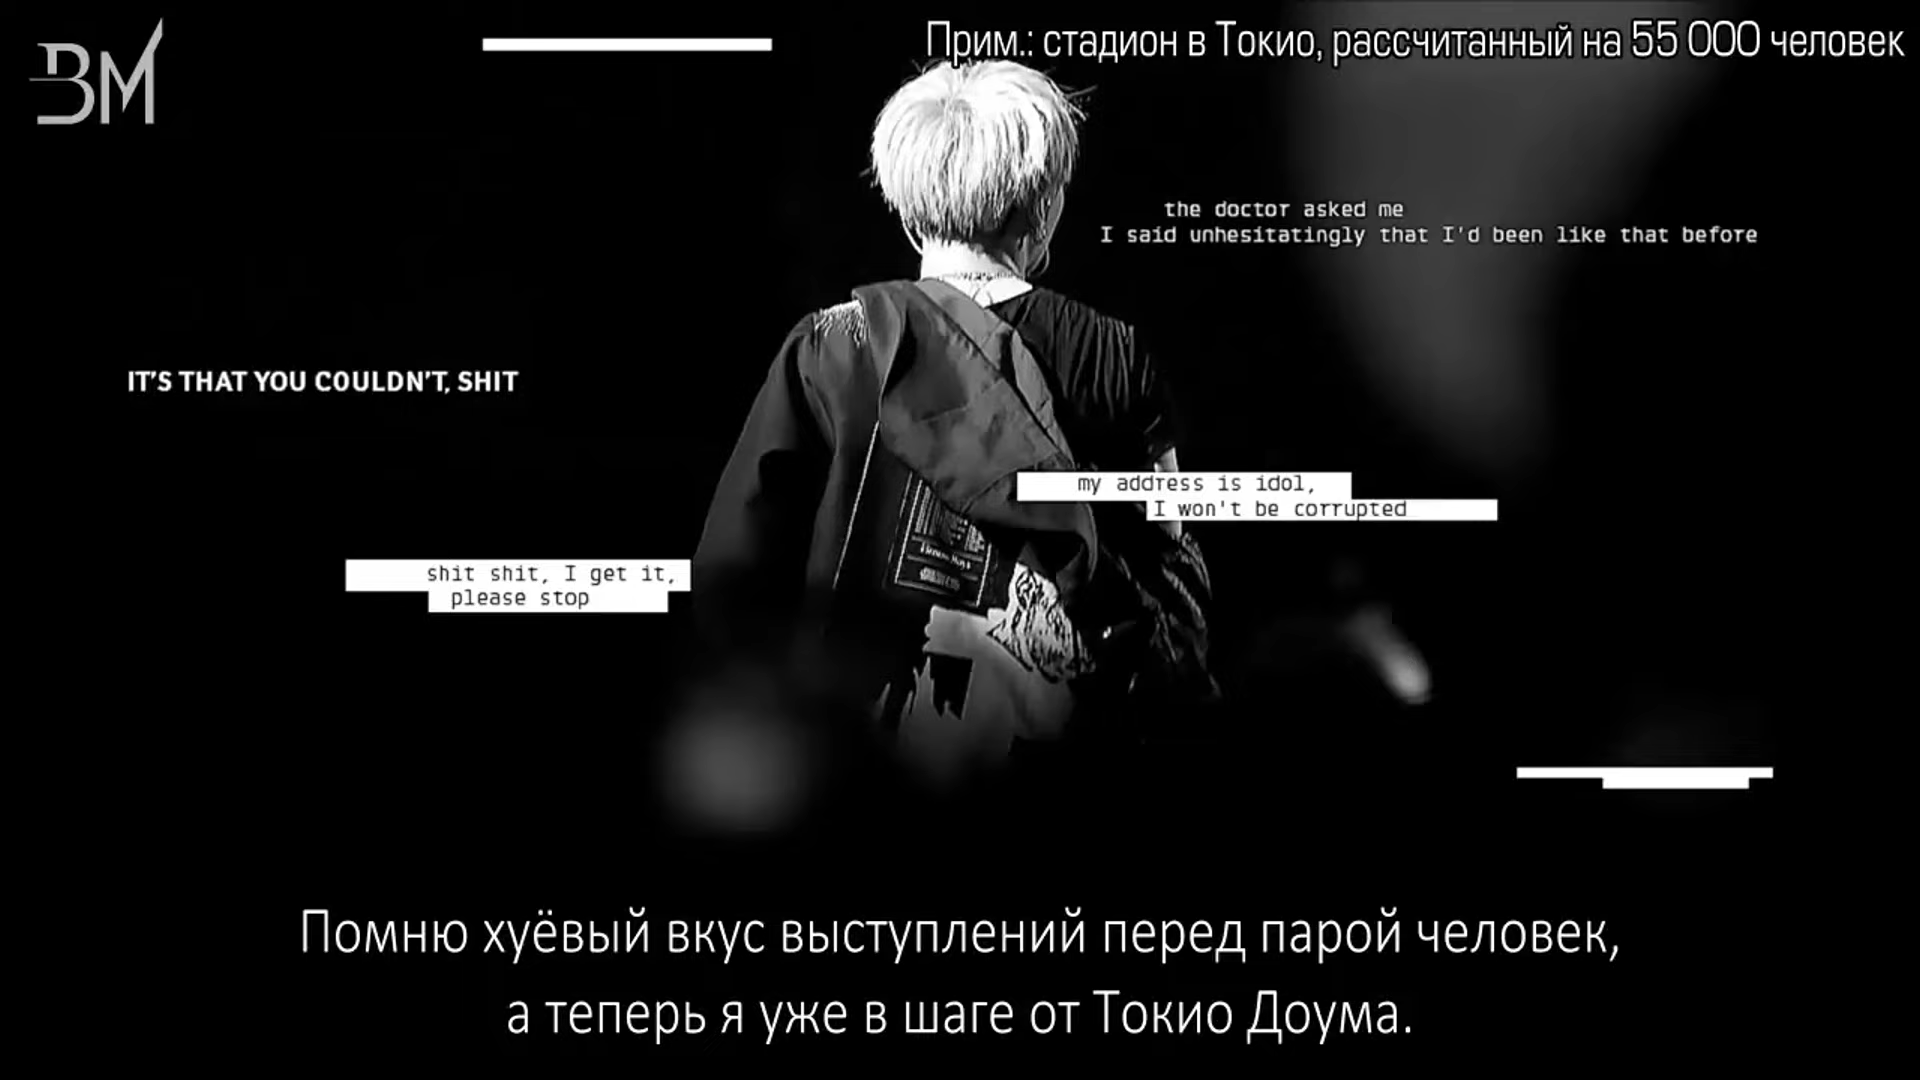 BM
Прим.: стадион в Токио, рассчитанный на 55 000 человек
the doctor asked me
I said unhesitatingly that I'd been like that before
IT'S THAT YOU COULDN'T, SHIT
my address is idol,
I won't be corrupted
shit shit, I get it,
please stop
Помню хуёвый вкус выступлений перед парой человек,
а теперь я уже в шаге от Токио Доума.